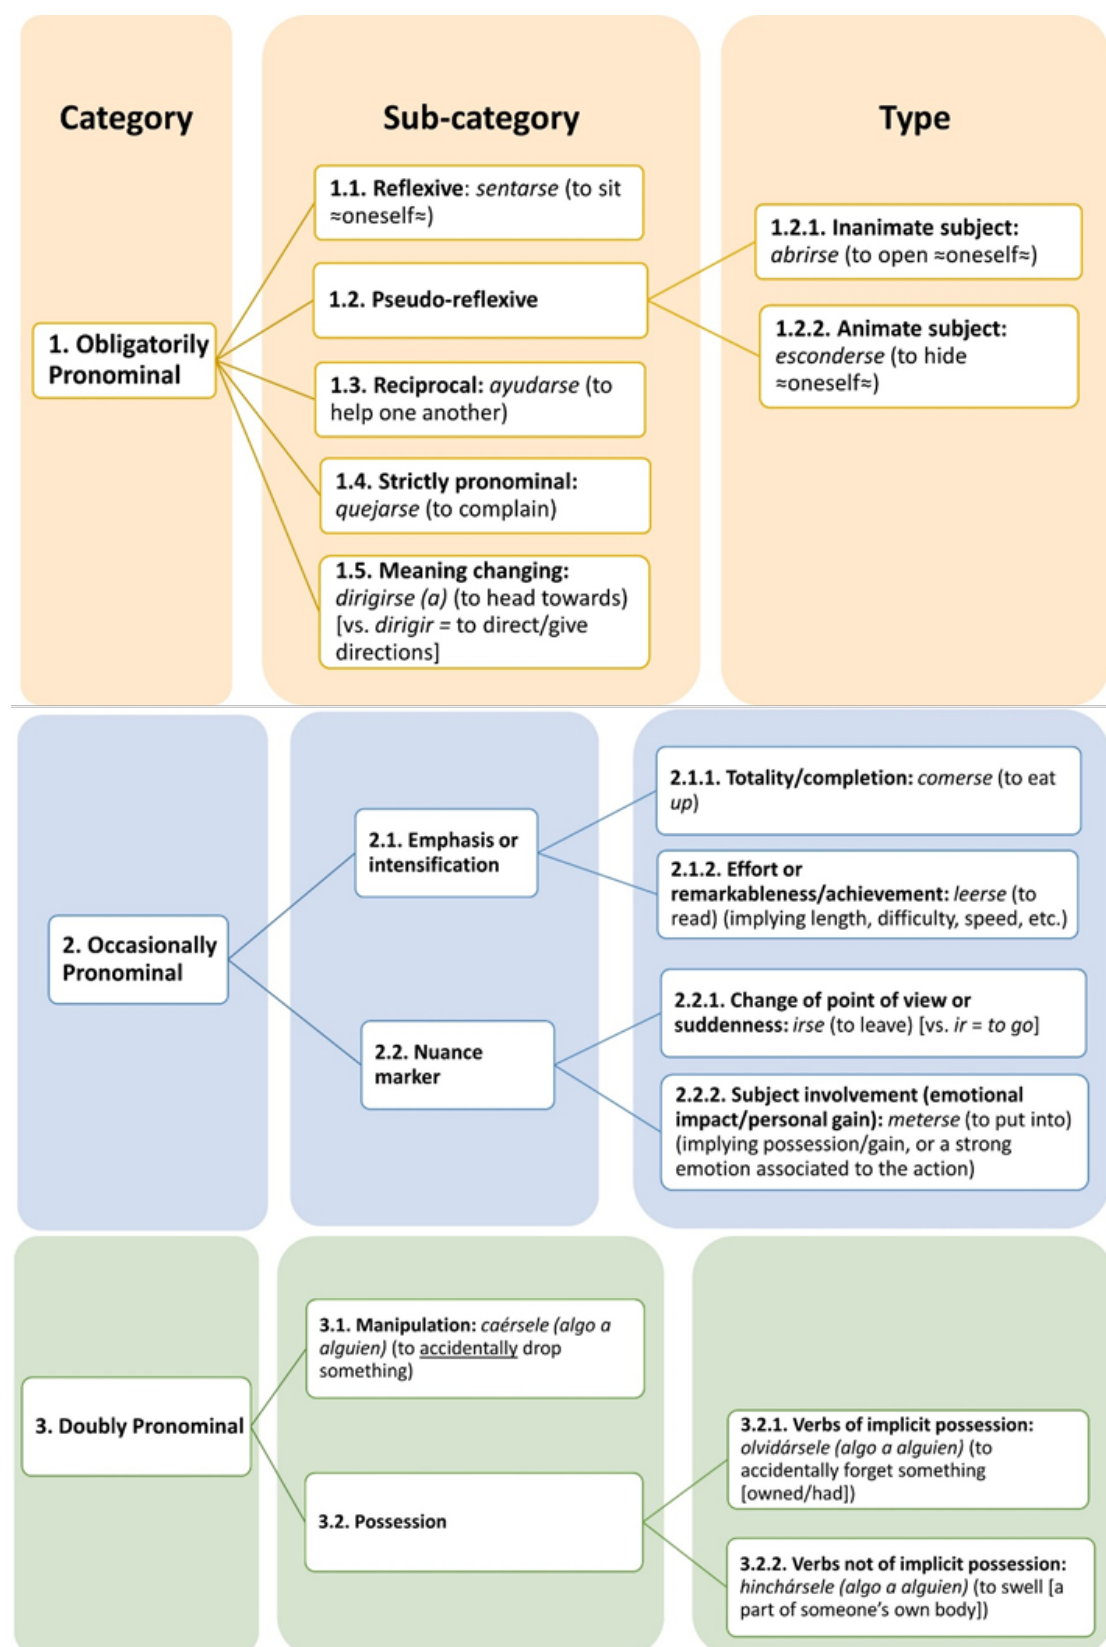 Category
Sub-category
Type
1. Obligatorily
Pronominal
1.1. Reflexive: sentarse (to sit
≈oneself≈)
1.2. Pseudo-reflexive
1.3. Reciprocal: ayudarse (to
help one another)
1.4. Strictly pronominal:
quejarse (to complain)
1.5. Meaning changing:
dirigirse (a) (to head towards)
[vs. dirigir = to direct/give
directions]
1.2.1. Inanimate subject:
abrirse (to open ≈oneself≈)
1.2.2. Animate subject:
esconderse (to hide
≈oneself≈)
2. Occasionally
Pronominal
2.1. Emphasis or
intensification
2.2. Nuance
marker
2.1.1. Totality/completion: comerse (to eat
up)
2.1.2. Effort or
remarkableness/achievement: leerse (to
read) (implying length, difficulty, speed, etc.)
2.2.1. Change of point of view or
suddenness: irse (to leave) [vs. ir = to go]
2.2.2. Subject involvement (emotional
impact/personal gain): meterse (to put into)
(implying possession/gain, or a strong
emotion associated to the action)
3. Doubly Pronominal
3.1. Manipulation: caérsele (algo a
alguien) (to accidentally drop
something)
3.2. Possession
3.2.1. Verbs of implicit possession:
olvidársele (algo a alguien) (to
accidentally forget something
[owned/had])
3.2.2. Verbs not of implicit possession:
hinchársele (algo a alguien) (to swell [a
part of someone's own body])